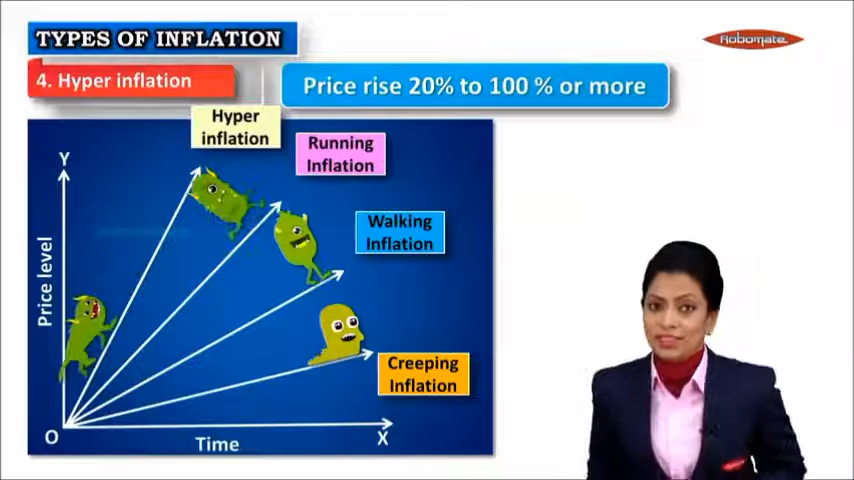 TYPES OF INFLATION
Robomate
4. Hyper inflation
Price rise 20% to 100 % or more
Hyper
inflation
Running
Inflation
Walking
Inflation
Creeping
Inflation
Y
Price level
O
Time
X